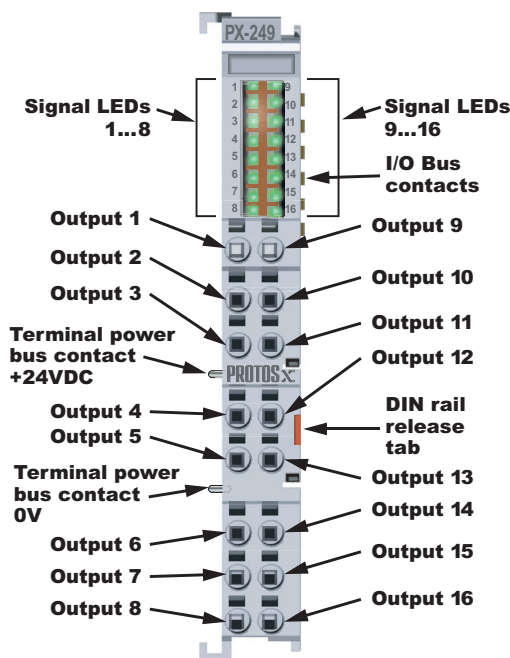 PX-249
1
9
2
10
3
11
4
12
5
13
6
14
7
15
8
16
Signal LEDs
1...8
Signal LEDs
9...16
I/O Bus
contacts
Output 1
Output 9
Output 2
Output 10
Output 3
Output 11
Terminal power
bus contact
+24VDC
Output 12
PROTOS X
Output 4
DIN rail
release
tab
Output 5
Output 13
Terminal power
bus contact
0V
Output 14
Output 6
Output 15
Output 7
Output 8
Output 16